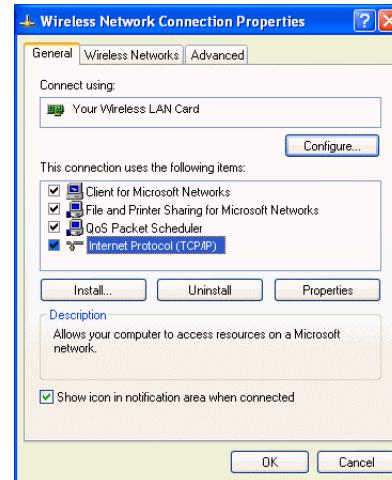 Wireless Network Connection Properties
General
Wireless Networks
Advanced
Connect using:
Your Wireless LAN Card
Configure...
This connection uses the following items:
Client for Microsoft Networks
File and Printer Sharing for Microsoft Networks
QoS Packet Scheduler
Internet Protocol (TCP/IP)
Install...
Uninstall
Properties
Description
Allows your computer to access resources on a Microsoft
network.
Show icon in notification area when connected
OK
Cancel